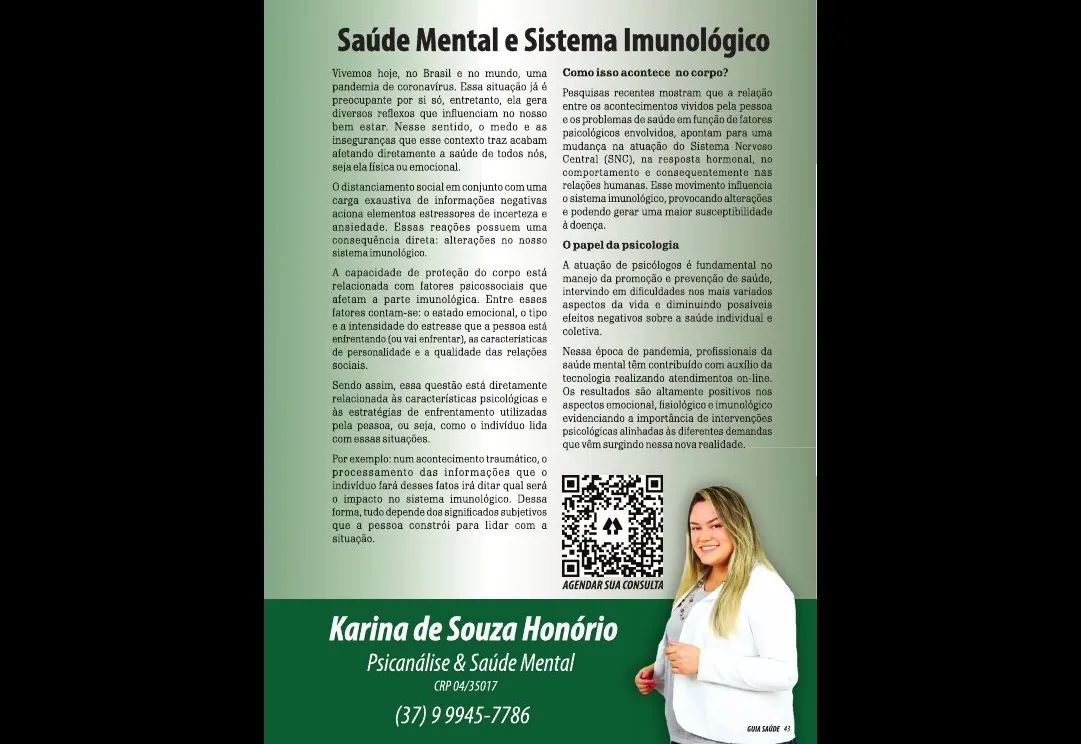 Saúde Mental e Sistema Imunológico
Vivemos hoje, no Brasil e no mundo, uma
pandemia de coronavírus. Essa situação já é
preocupante por si só, entretanto, ela gera
diversos reflexos que influenciam no nosso
bem estar. Nesse sentido, o medo e as
inseguranças que esse contexto traz acabam
afetando diretamente a saúde de todos nós,
seja ela física ou emocional.
O distanciamento social em conjunto com uma
carga exaustiva de informações negativas
aciona elementos estressores de incerteza e
ansiedade. Essas reações possuem uma
consequência direta: alterações no nosso
sistema imunológico.
A capacidade de proteção do corpo está
relacionada com fatores psicossociais que
afetam a parte imunológica. Entre esses
fatores contam-se: o estado emocional, o tipo
e a intensidade do estresse que a pessoa está
enfrentando (ou vai enfrentar), as características
de personalidade e a qualidade das relações
sociais.
Sendo assim, essa questão está diretamente
relacionada às características psicológicas e
às estratégias de enfrentamento utilizadas
pela pessoa, ou seja, como o indivíduo lida
com essas situações.
Por exemplo: num acontecimento traumático, o
processamento das informações que o
indivíduo fará desses fatos irá ditar qual será
o impacto no sistema imunológico. Dessa
forma, tudo depende dos significados subjetivos
que a pessoa constrói para lidar com a
situação.
Como isso acontece no corpo?
Pesquisas recentes mostram que a relação
entre os acontecimentos vividos pela pessoa
e os problemas de saúde em função de fatores
psicológicos envolvidos, apontam para uma
mudança na atuação do Sistema Nervoso
Central (SNC), na resposta hormonal, no
comportamento e consequentemente nas
relações humanas. Esse movimento influencia
o sistema imunológico, provocando alterações
e podendo gerar uma maior susceptibilidade
à doença.
O papel da psicologia
A atuação de psicólogos é fundamental no
manejo da promoção e prevenção de saúde,
intervindo em dificuldades nos mais variados
aspectos da vida e diminuindo possíveis
efeitos negativos sobre a saúde individual e
coletiva.
Nessa época de pandemia, profissionais da
saúde mental têm contribuído com auxílio da
tecnologia realizando atendimentos on-line.
Os resultados são altamente positivos nos
aspectos emocional, fisiológico e imunológico
evidenciando a importância de intervenções
psicológicas alinhadas às diferentes demandas
que vêm surgindo nessa nova realidade.
AGENDAR SUA CONSULTA
Karina de Souza Honório
Psicanálise & Saúde Mental
CRP 04/35017
(37) 9 9945-7786
GUIA SAÚDE 43